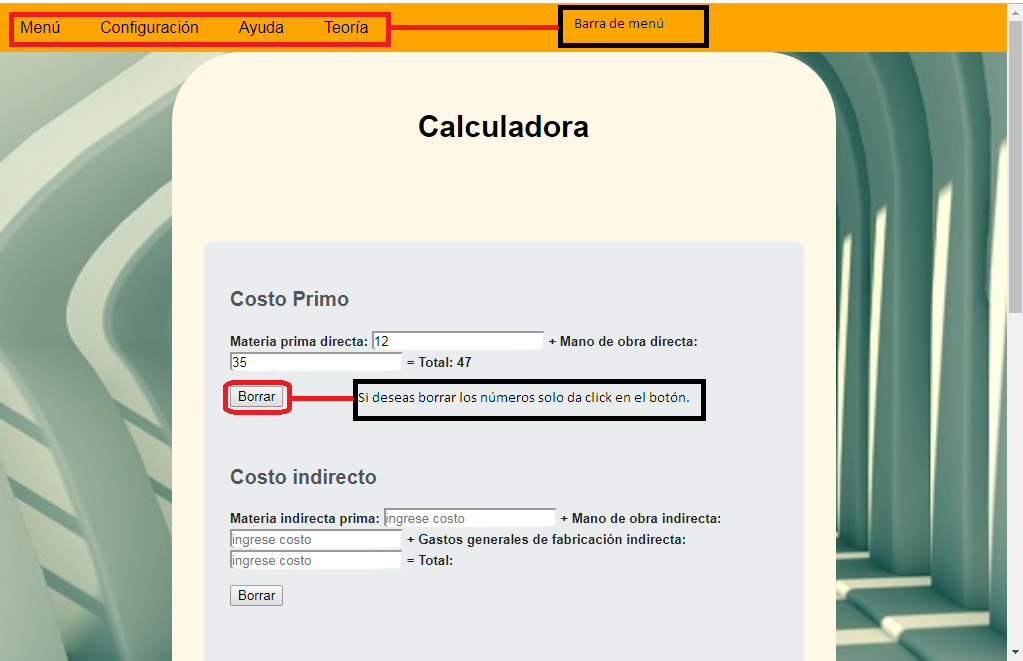 Menú Configuración Ayuda Teoría Barra de menú
Calculadora
Costo Primo
Materia prima directa: 12 + Mano de obra directa:
35 = Total: 47
Borrar Si deseas borrar los números solo da click en el botón.
Costo indirecto
Materia indirecta prima: ingrese costo + Mano de obra indirecta:
ingrese costo + Gastos generales de fabricación indirecta:
ingrese costo = Total:
Borrar